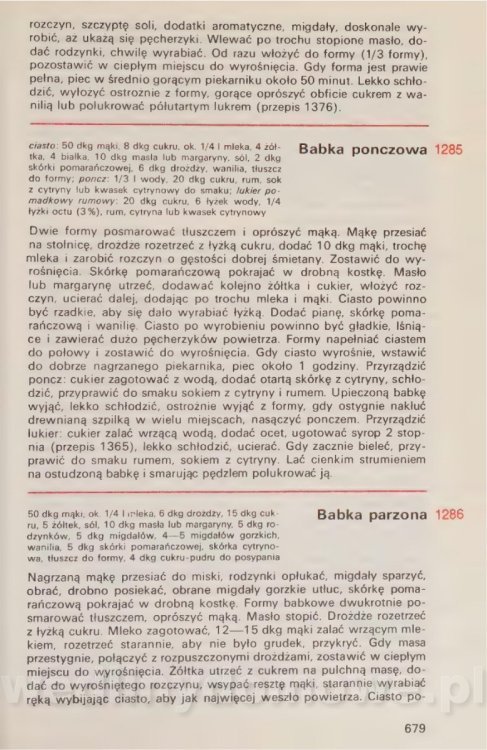 rozczyn, szczyptę soli, dodatki aromatyczne, migdały, doskonale wy-
robić, aż ukażą się pęcherzyki. Wlewać po trochu stopione masło, do-
dać rodzynki, chwilę wyrabiać. Od razu włożyć do formy (1/3 formy),
pozostawić w ciepłym miejscu do wyrośnięcia. Gdy forma jest prawie
pełna, piec w średnio gorącym piekarniku około 50 minut. Lekko schło-
dzić, wyłożyć ostrożnie z formy, gorące oprószyć obficie cukrem z wa-
nilią lub polukrować półutartym lukrem (przepis 1376).
Babka ponczowa 1285
ciasto: 50 dkg mąki, 8 dkg cukru, ok. 1/4 l mleka, 4 żół-
tka, 4 białka, 10 dkg masła lub margaryny, sól, 2 dkg
skórki pomarańczowej, 6 dkg drożdży, wanilia, tłuszcz
do formy; poncz: 1/3 l wody, 20 dkg cukru, rum, sok
z cytryny lub kwasek cytrynowy do smaku; lukier po-
madkowy rumowy: 20 dkg cukru, 6 łyżek wody, 1/4
łyżki octu (3%), rum, cytryna lub kwasek cytrynowy
Dwie formy posmarować tłuszczem i oprószyć mąką. Mąkę przesiać
na stolnicę, drożdże rozetrzeć z łyżką cukru, dodać 10 dkg mąki, trochę
mleka i zarobić rozczyn o gęstości dobrej śmietany. Zostawić do wy-
rośnięcia. Skórkę pomarańczową pokrajać w drobną kostkę. Masło
lub margarynę utrzeć, dodawać kolejno żółtka i cukier, włożyć roz-
czyn, ucierać dalej, dodając po trochu mleka i mąki. Ciasto powinno
być rzadkie, aby się dało wyrabiać łyżką. Dodać pianę, skórkę poma-
rańczową i wanilię. Ciasto po wyrobieniu powinno być gładkie, lśnią-
ce i zawierać dużo pęcherzyków powietrza. Formy napełniać ciastem
do połowy i zostawić do wyrośnięcia. Gdy ciasto wyrośnie, wstawić
do dobrze nagrzanego piekarnika, piec około 1 godziny. Przyrządzić
poncz: cukier zagotować z wodą, dodać otartą skórkę z cytryny, schło-
dzić, przyprawić do smaku sokiem z cytryny i rumem. Upieczoną babkę
wyjąć, lekko schłodzić, ostrożnie wyjąć z formy, gdy ostygnie nakłuć
drewnianą szpilką w wielu miejscach, nasączyć ponczem. Przyrządzić
lukier: cukier zalać wrzącą wodą, dodać ocet, ugotować syrop 2 stop-
nia (przepis 1365), lekko schłodzić, ucierać. Gdy zacznie bieleć, przy-
prawić do smaku rumem, sokiem z cytryny. Lać cienkim strumieniem
na ostudzoną babkę i smarując pędzlem polukrować ją.
Babka parzona 1286
50 dkg mąki, ok. 1/4 l mleka, 6 dkg drożdży, 15 dkg cuk-
ru, 5 żółtek, sól, 10 dkg masła lub margaryny, 5 dkg ro-
dzynków, 5 dkg migdałów, 4—5 migdałów gorzkich,
wanilia, 5 dkg skórki pomarańczowej, skórka cytryno-
wa, tłuszcz do formy, 4 dkg cukru-pudru do posypania
Nagrzaną mąkę przesiać do miski, rodzynki opłukać, migdały sparzyć,
obrać, drobno posiekać, obrane migdały gorzkie utłuc, skórkę poma-
rańczową pokrajać w drobną kostkę. Formy babkowe dwukrotnie po-
smarować tłuszczem, oprószyć mąką. Masło stopić. Drożdże rozetrzeć
z łyżką cukru. Mleko zagotować, 12—15 dkg mąki zalać wrzącym mle-
kiem, rozetrzeć starannie, aby nie było grudek, przykryć. Gdy masa
przestygnie, połączyć z rozpuszczonymi drożdżami, zostawić w ciepłym
miejscu do wyrośnięcia. Żółtka utrzeć z cukrem na pulchną masę, do-
dać do wyrośniętego rozczynu, wsypać resztę mąki, starannie wyrabiać
ręką wybijając ciasto, aby jak najwięcej weszło powietrza. Ciasto po-
679